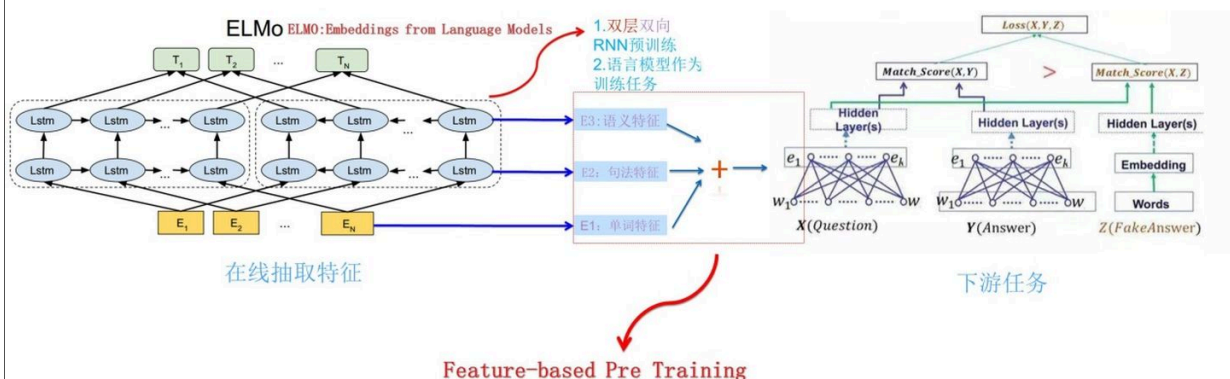 ELMo ELMO:Embeddings from Language Models
1.双层双向
RNN预训练
2.语言模型作为
训练任务
T1 T2 ... TN
Lstm Lstm ... Lstm Lstm Lstm ... Lstm
Lstm Lstm ... Lstm Lstm Lstm ... Lstm
E1 E2 ... EN
在线抽取特征
E3:语义特征
E2: 句法特征
E1: 单词特征
+
Loss(X,Y,Z)
Match_Score(X,Y) > Match_Score(X,Z)
Hidden Layer(s) Hidden Layer(s) Hidden Layer(s)
e1 ek e1 ek Embedding
w1 w w1 w Words
X(Question) Y(Answer) Z(FakeAnswer)
下游任务
Feature-based Pre Training